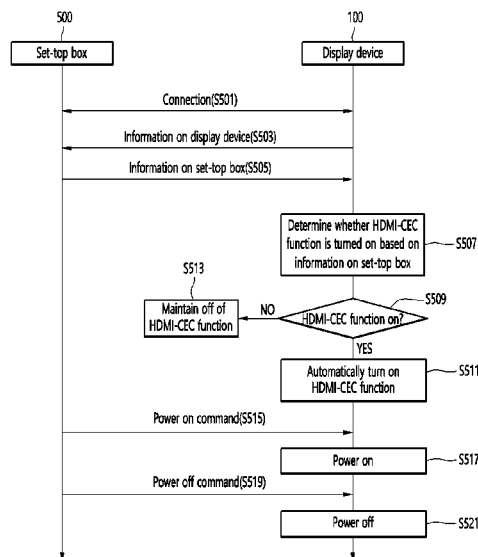 500
100
Set-top box
Display device
Connection(S501)
Information on display device(S503)
Information on set-top box(S505)
Determine whether HDMI-CEC
function is turned on based on
information on set-top box
S507
S513
S509
Maintain off of
HDMI-CEC function
NO
HDMI-CEC function on?
YES
Automatically turn on
HDMI-CEC function
S511
Power on command(S515)
Power on
S517
Power off command(S519)
Power off
S521